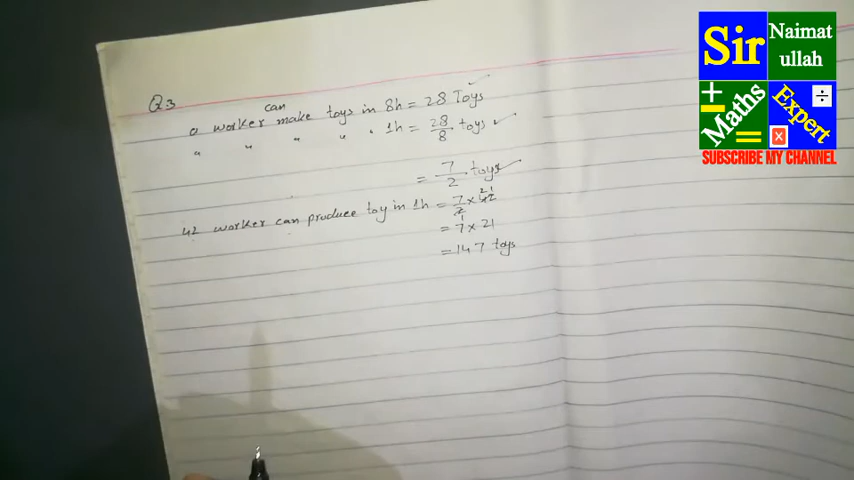 Q3
a worker can make toys in 8h = 28 Toys
" " " " " 1h = 28/8 toys
= 7/2 toys
42 worker can produce toy in 1h = 7/2 × 42 21
= 7 × 21
= 147 toys
Sir Naimat ullah
Maths Expert
SUBSCRIBE MY CHANNEL